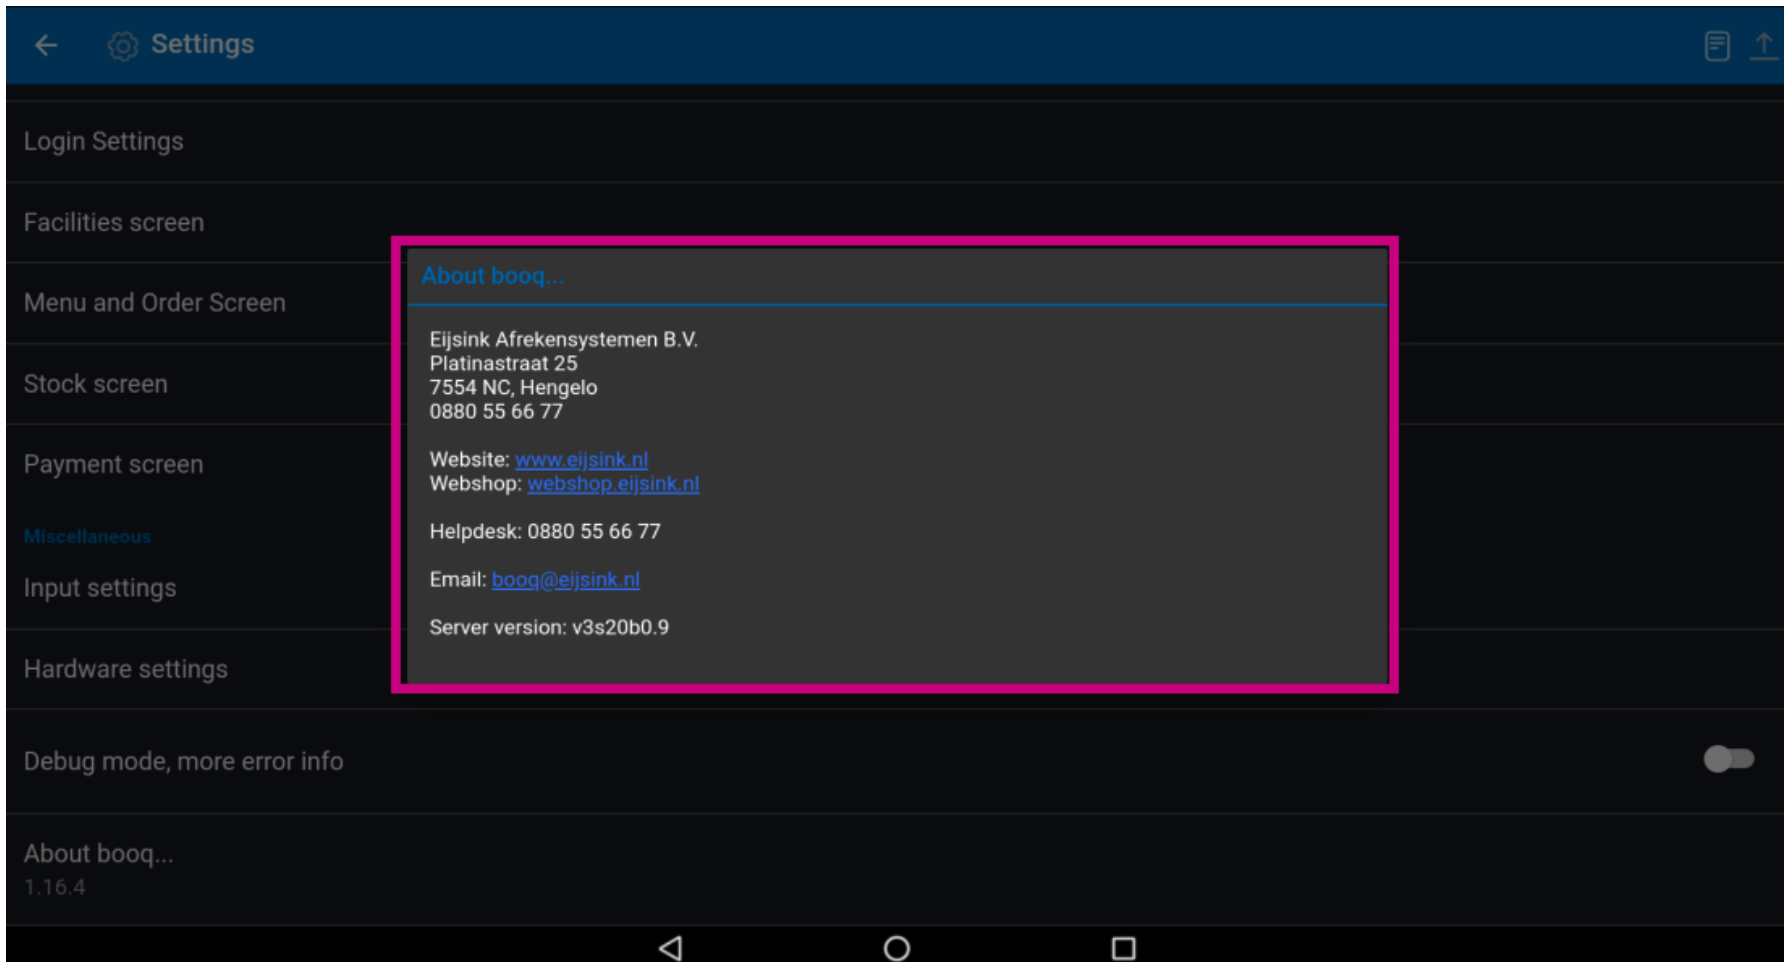 Settings
Login Settings
Facilities screen
Menu and Order Screen
Stock screen
Payment screen
Miscellaneous
Input settings
Hardware settings
Debug mode, more error info
About booq...
1.16.4
About booq...
Eijsink Afrekensystemen B.V.
Platinastraat 25
7554 NC, Hengelo
0880 55 66 77
Website: www.eijsink.nl
Webshop: webshop.eijsink.nl
Helpdesk: 0880 55 66 77
Email: booq@eijsink.nl
Server version: v3s20b0.9